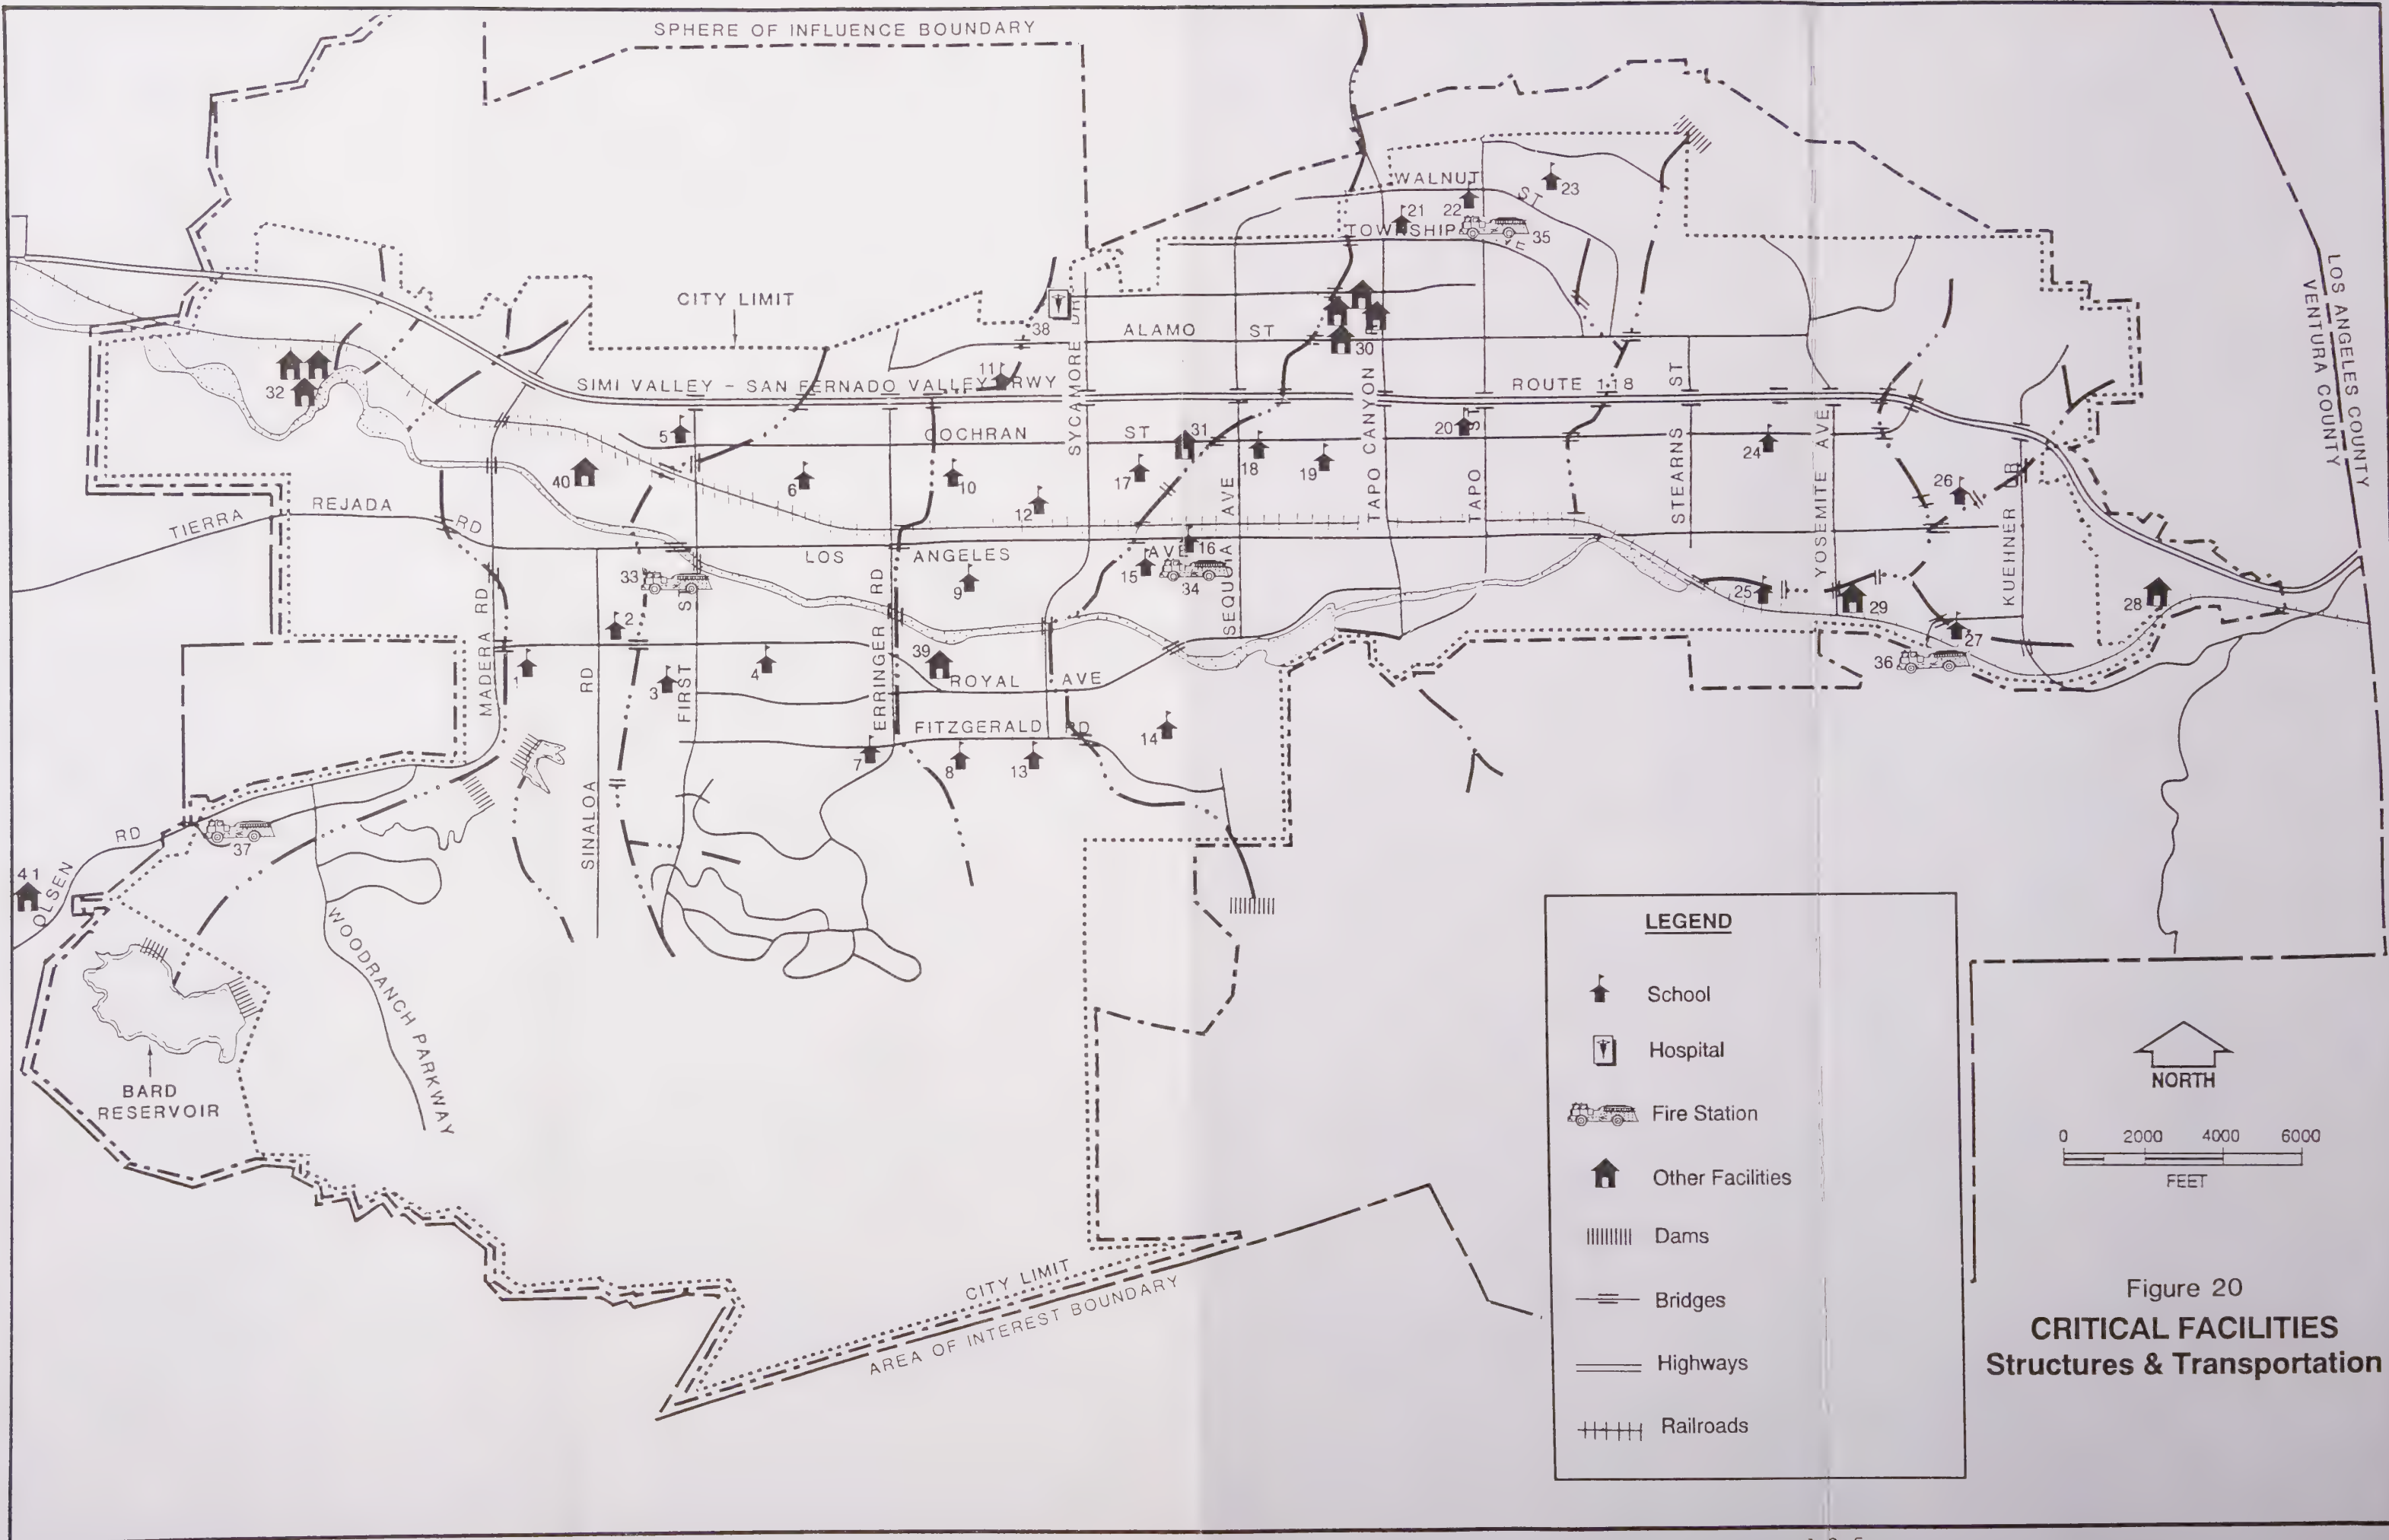 SPHERE OF INFLUENCE BOUNDARY
LOS ANGELES COUNTY
VENTURA COUNTY
WALNUT
ST
23
22
21
TOWNSHIP
35
CITY LIMIT
38
SYCAMORE DR
ALAMO ST
30
11
SIMI VALLEY - SAN FERNADO VALLEY FRWY
ROUTE 118
32
5
COCHRAN ST
31
18
19
20
24
TAPO CANYON
TAPO ST
STEARNS ST
YOSEMITE AVE
40
6
10
12
17
26
KUEHNER DR
TIERRA REJADA RD
LOS ANGELES AVE
16
15
34
SEQUOIA AVE
33
9
25
29
28
27
36
2
1
3
4
39
ROYAL AVE
MADERA RD
SINALOA RD
FIRST ST
ERRINGER RD
FITZGERALD RD
7
8
13
14
OLSEN RD
37
41
WOODRANCH PARKWAY
BARD
RESERVOIR
CITY LIMIT
AREA OF INTEREST BOUNDARY
LEGEND
School
Hospital
Fire Station
Other Facilities
Dams
Bridges
Highways
Railroads
NORTH
0 2000 4000 6000
FEET
Figure 20
CRITICAL FACILITIES
Structures & Transportation